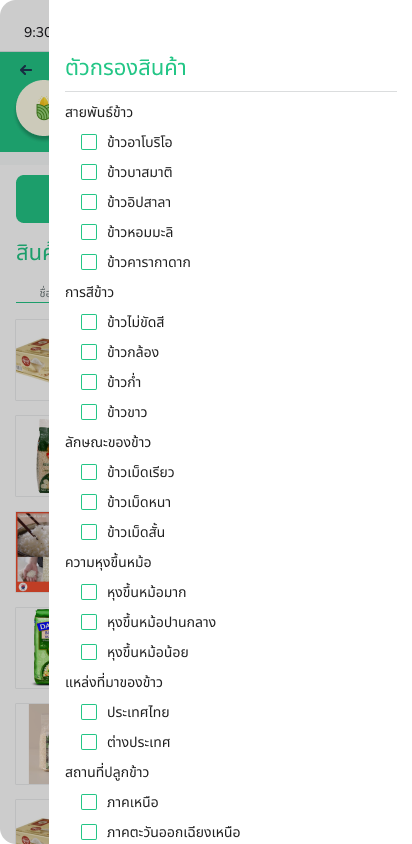 9:30
ตัวกรองสินค้า
สายพันธ์ข้าว
ข้าวอาโบริโอ
ข้าวบาสมาติ
ข้าวอิปสาลา
ข้าวหอมมะลิ
ข้าวคารากาดาก
การสีข้าว
ข้าวไม่ขัดสี
ข้าวกล้อง
ข้าวก่ำ
ข้าวขาว
ลักษณะของข้าว
ข้าวเม็ดเรียว
ข้าวเม็ดหนา
ข้าวเม็ดสั้น
ความหุงขึ้นหม้อ
หุงขึ้นหม้อมาก
หุงขึ้นหม้อปานกลาง
หุงขึ้นหม้อน้อย
แหล่งที่มาของข้าว
ประเทศไทย
ต่างประเทศ
สถานที่ปลูกข้าว
ภาคเหนือ
ภาคตะวันออกเฉียงเหนือ